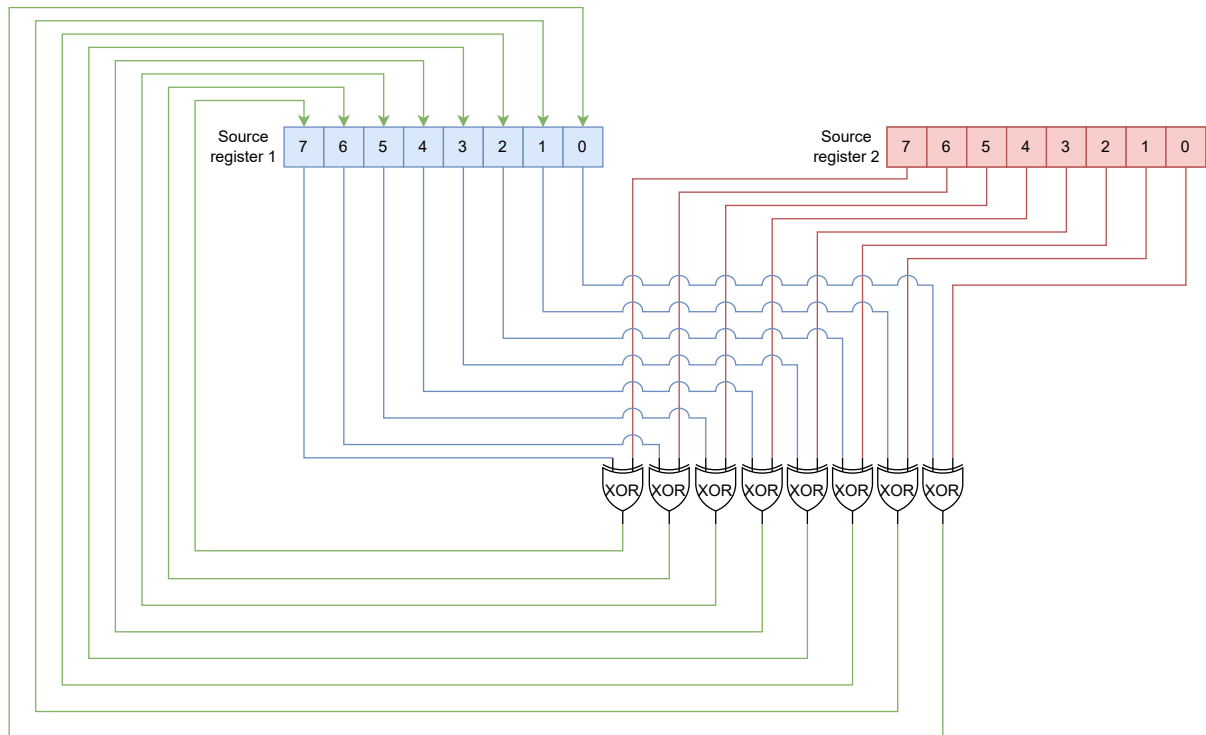 Source
register 1
7 6 5 4 3 2 1 0
Source
register 2
7 6 5 4 3 2 1 0
XOR XOR XOR XOR XOR XOR XOR XOR